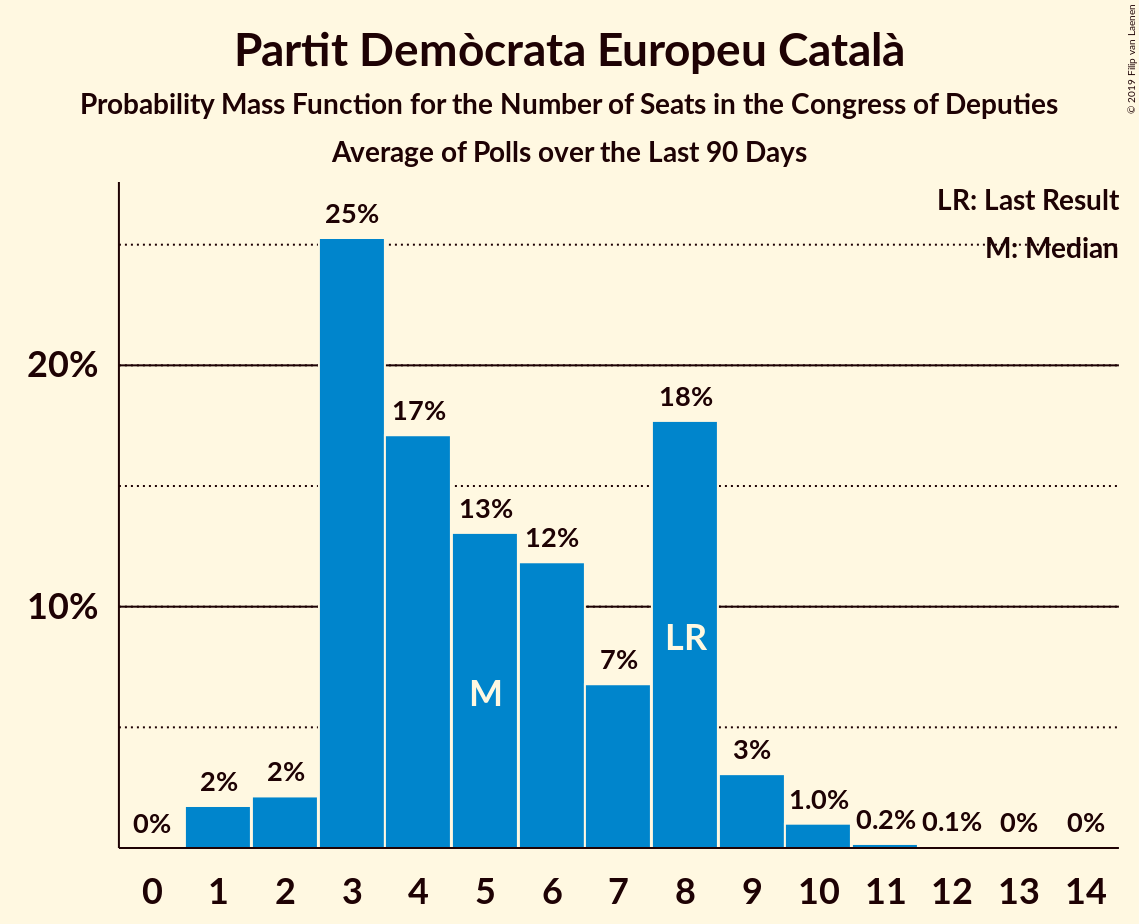 Partit Demòcrata Europeu Català
Probability Mass Function for the Number of Seats in the Congress of Deputies
Average of Polls over the Last 90 Days
© 2019 Filip van Laenen
LR: Last Result
M: Median
20%
10%
0%
2%
2%
25%
17%
13%
12%
7%
18%
3%
1.0%
0.2%
0.1%
0%
0%
M
LR
0 1 2 3 4 5 6 7 8 9 10 11 12 13 14